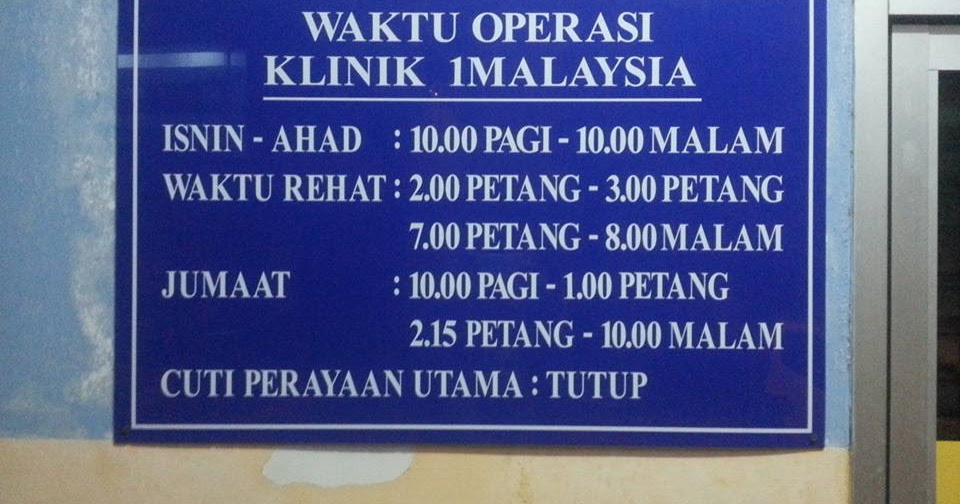 WAKTU OPERASI
KLINIK 1MALAYSIA
ISNIN - AHAD : 10.00 PAGI - 10.00 MALAM
WAKTU REHAT : 2.00 PETANG - 3.00 PETANG
7.00 PETANG - 8.00 MALAM
JUMAAT : 10.00 PAGI - 1.00 PETANG
2.15 PETANG - 10.00 MALAM
CUTI PERAYAAN UTAMA : TUTUP